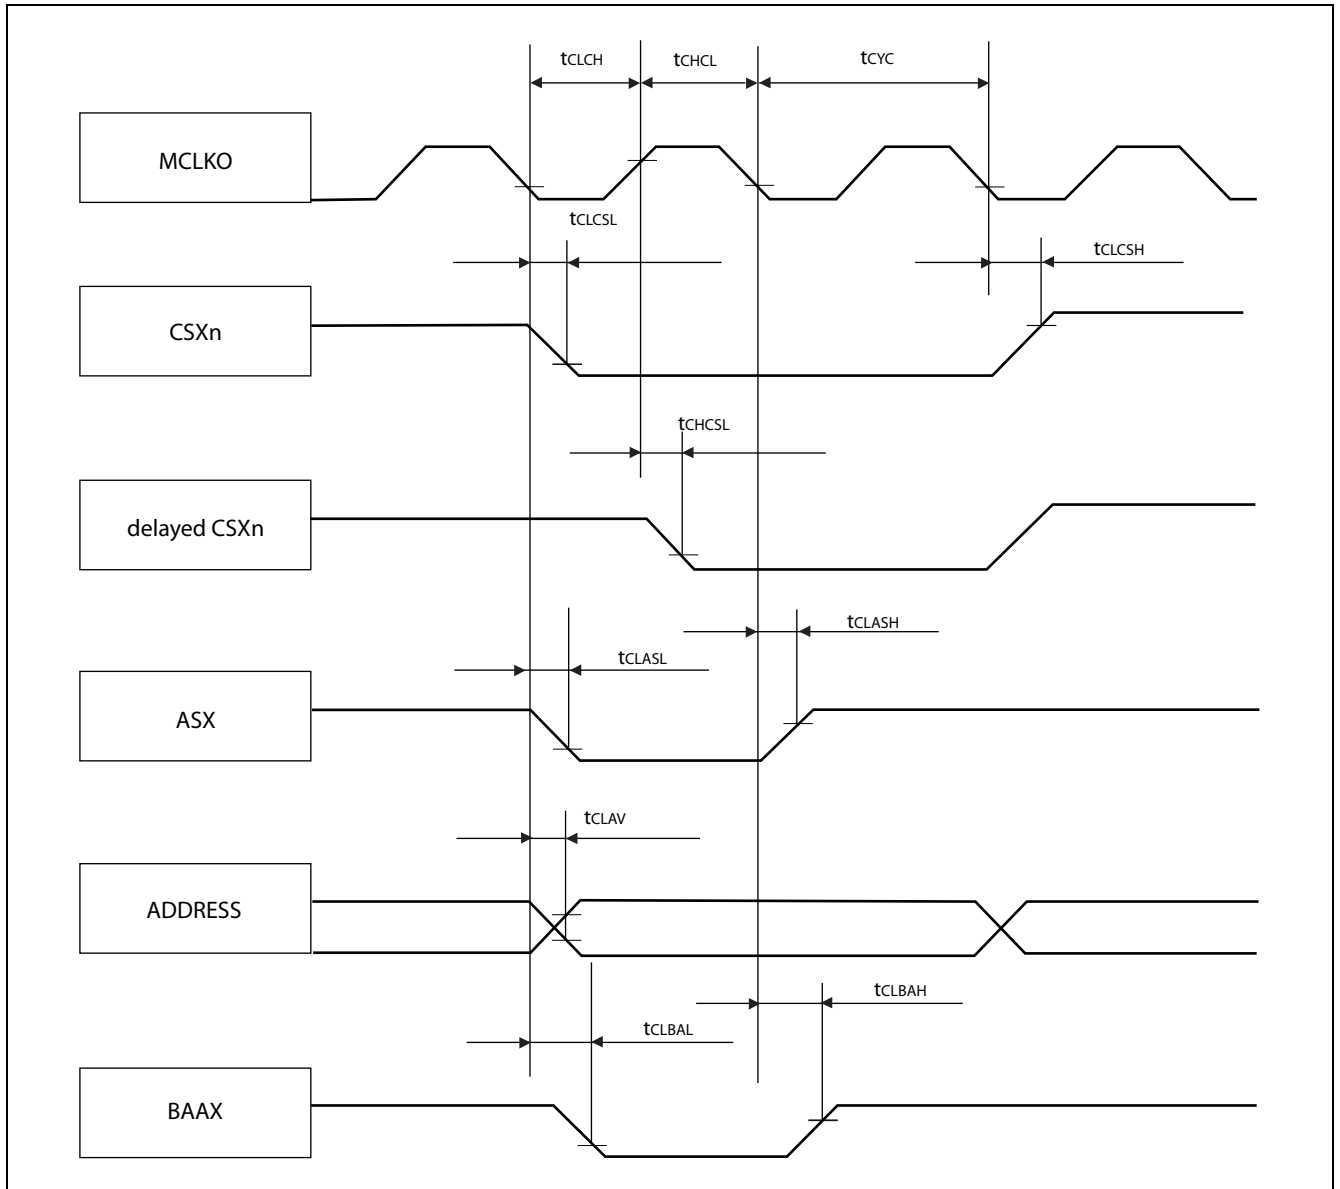 tCLCH tCHCL tCYC
MCLKO
tCLCSL
tCLCSH
CSXn
tCHCSL
delayed CSXn
tCLASH
tCLASL
ASX
tCLAV
ADDRESS
tCLBAH
tCLBAL
BAAX